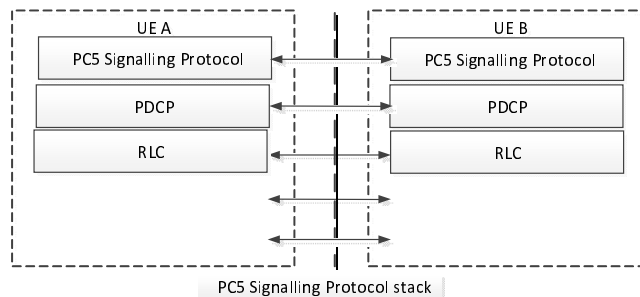 UE A
UE B
PC5 Signalling Protocol
PC5 Signalling Protocol
PDCP
PDCP
RLC
RLC
PC5 Signalling Protocol stack